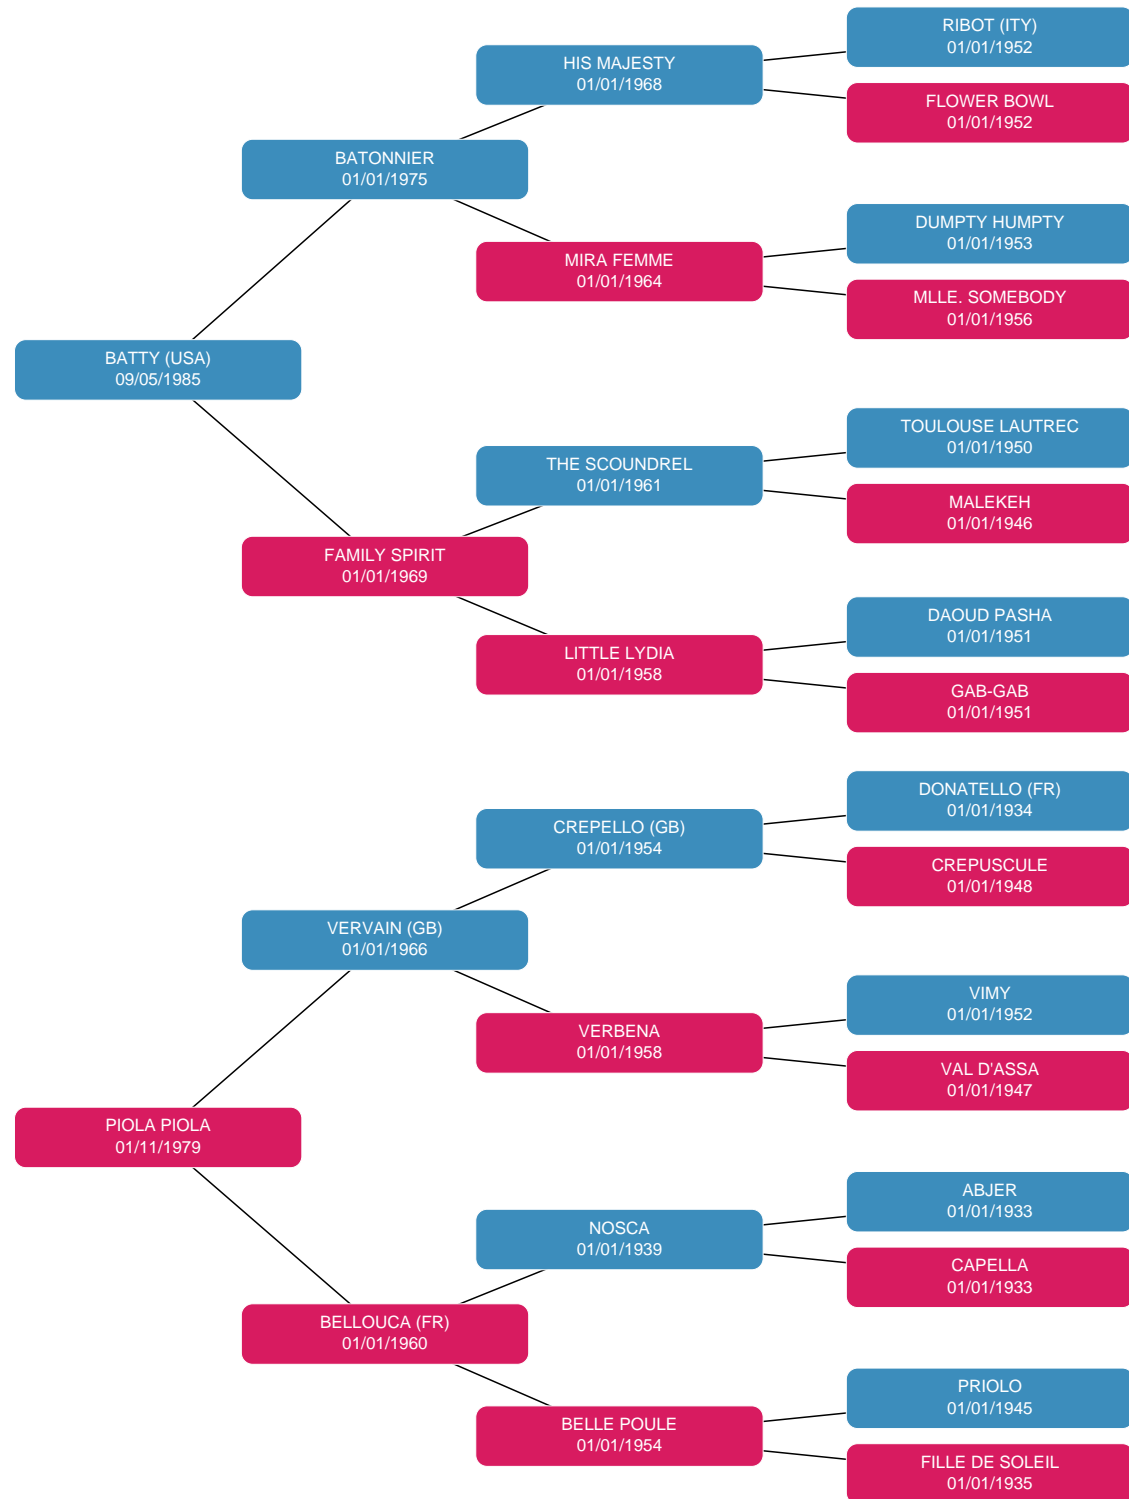 RIBOT (ITY)
01/01/1952
HIS MAJESTY
01/01/1968
FLOWER BOWL
01/01/1952
BATONNIER
01/01/1975
DUMPTY HUMPTY
01/01/1953
MIRA FEMME
01/01/1964
MLLE. SOMEBODY
01/01/1956
BATTY (USA)
09/05/1985
TOULOUSE LAUTREC
01/01/1950
THE SCOUNDREL
01/01/1961
MALEKEH
01/01/1946
FAMILY SPIRIT
01/01/1969
DAOUD PASHA
01/01/1951
LITTLE LYDIA
01/01/1958
GAB-GAB
01/01/1951
DONATELLO (FR)
01/01/1934
CREPELLO (GB)
01/01/1954
CREPUSCULE
01/01/1948
VERVAIN (GB)
01/01/1966
VIMY
01/01/1952
VERBENA
01/01/1958
VAL D'ASSA
01/01/1947
PIOLA PIOLA
01/11/1979
ABJER
01/01/1933
NOSCA
01/01/1939
CAPELLA
01/01/1933
BELLOUCA (FR)
01/01/1960
PRIOLO
01/01/1945
BELLE POULE
01/01/1954
FILLE DE SOLEIL
01/01/1935